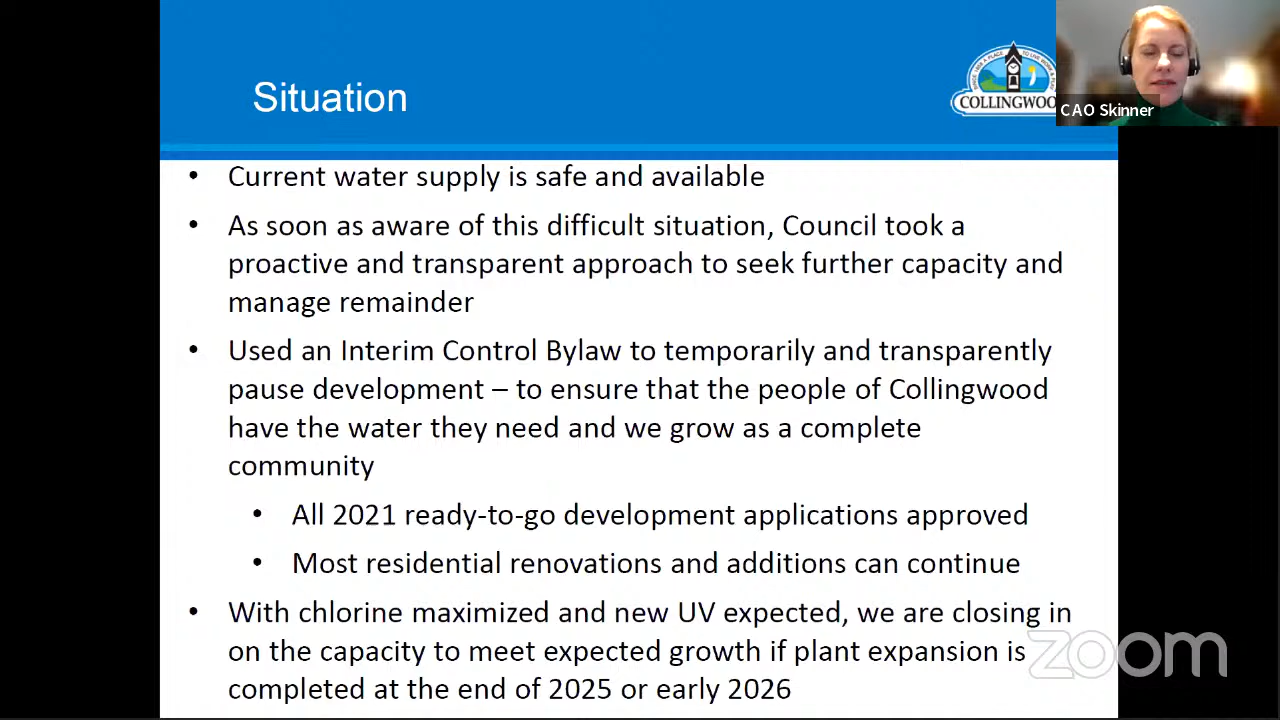 Situation
COLLINGWOOD
CAO Skinner
• Current water supply is safe and available
• As soon as aware of this difficult situation, Council took a
proactive and transparent approach to seek further capacity and
manage remainder
• Used an Interim Control Bylaw to temporarily and transparently
pause development – to ensure that the people of Collingwood
have the water they need and we grow as a complete
community
• All 2021 ready-to-go development applications approved
• Most residential renovations and additions can continue
• With chlorine maximized and new UV expected, we are closing in
on the capacity to meet expected growth if plant expansion is
completed at the end of 2025 or early 2026
zoom